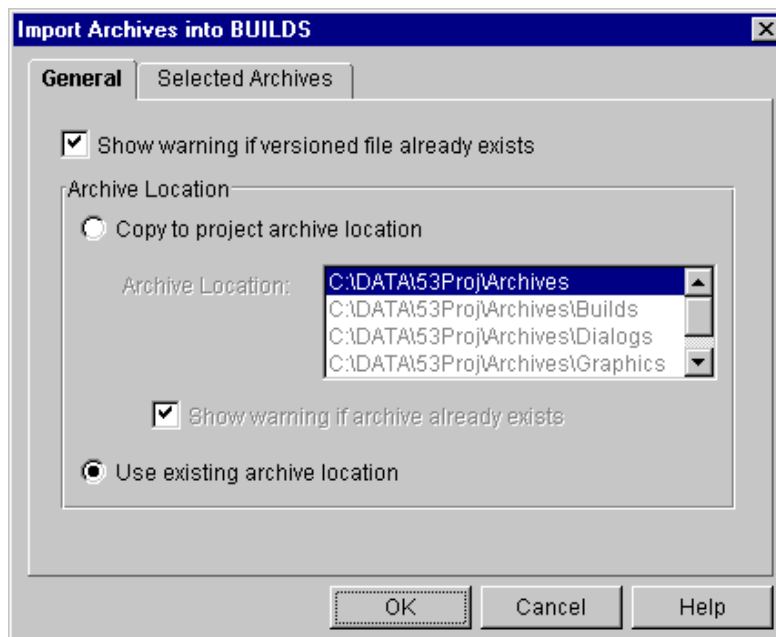 Import Archives into BUILDS
General
Selected Archives
Show warning if versioned file already exists
Archive Location
Copy to project archive location
Archive Location:
C:\DATA\53Proj\Archives
C:\DATA\53Proj\Archives\Builds
C:\DATA\53Proj\Archives\Dialogs
C:\DATA\53Proj\Archives\Graphics
Show warning if archive already exists
Use existing archive location
OK
Cancel
Help